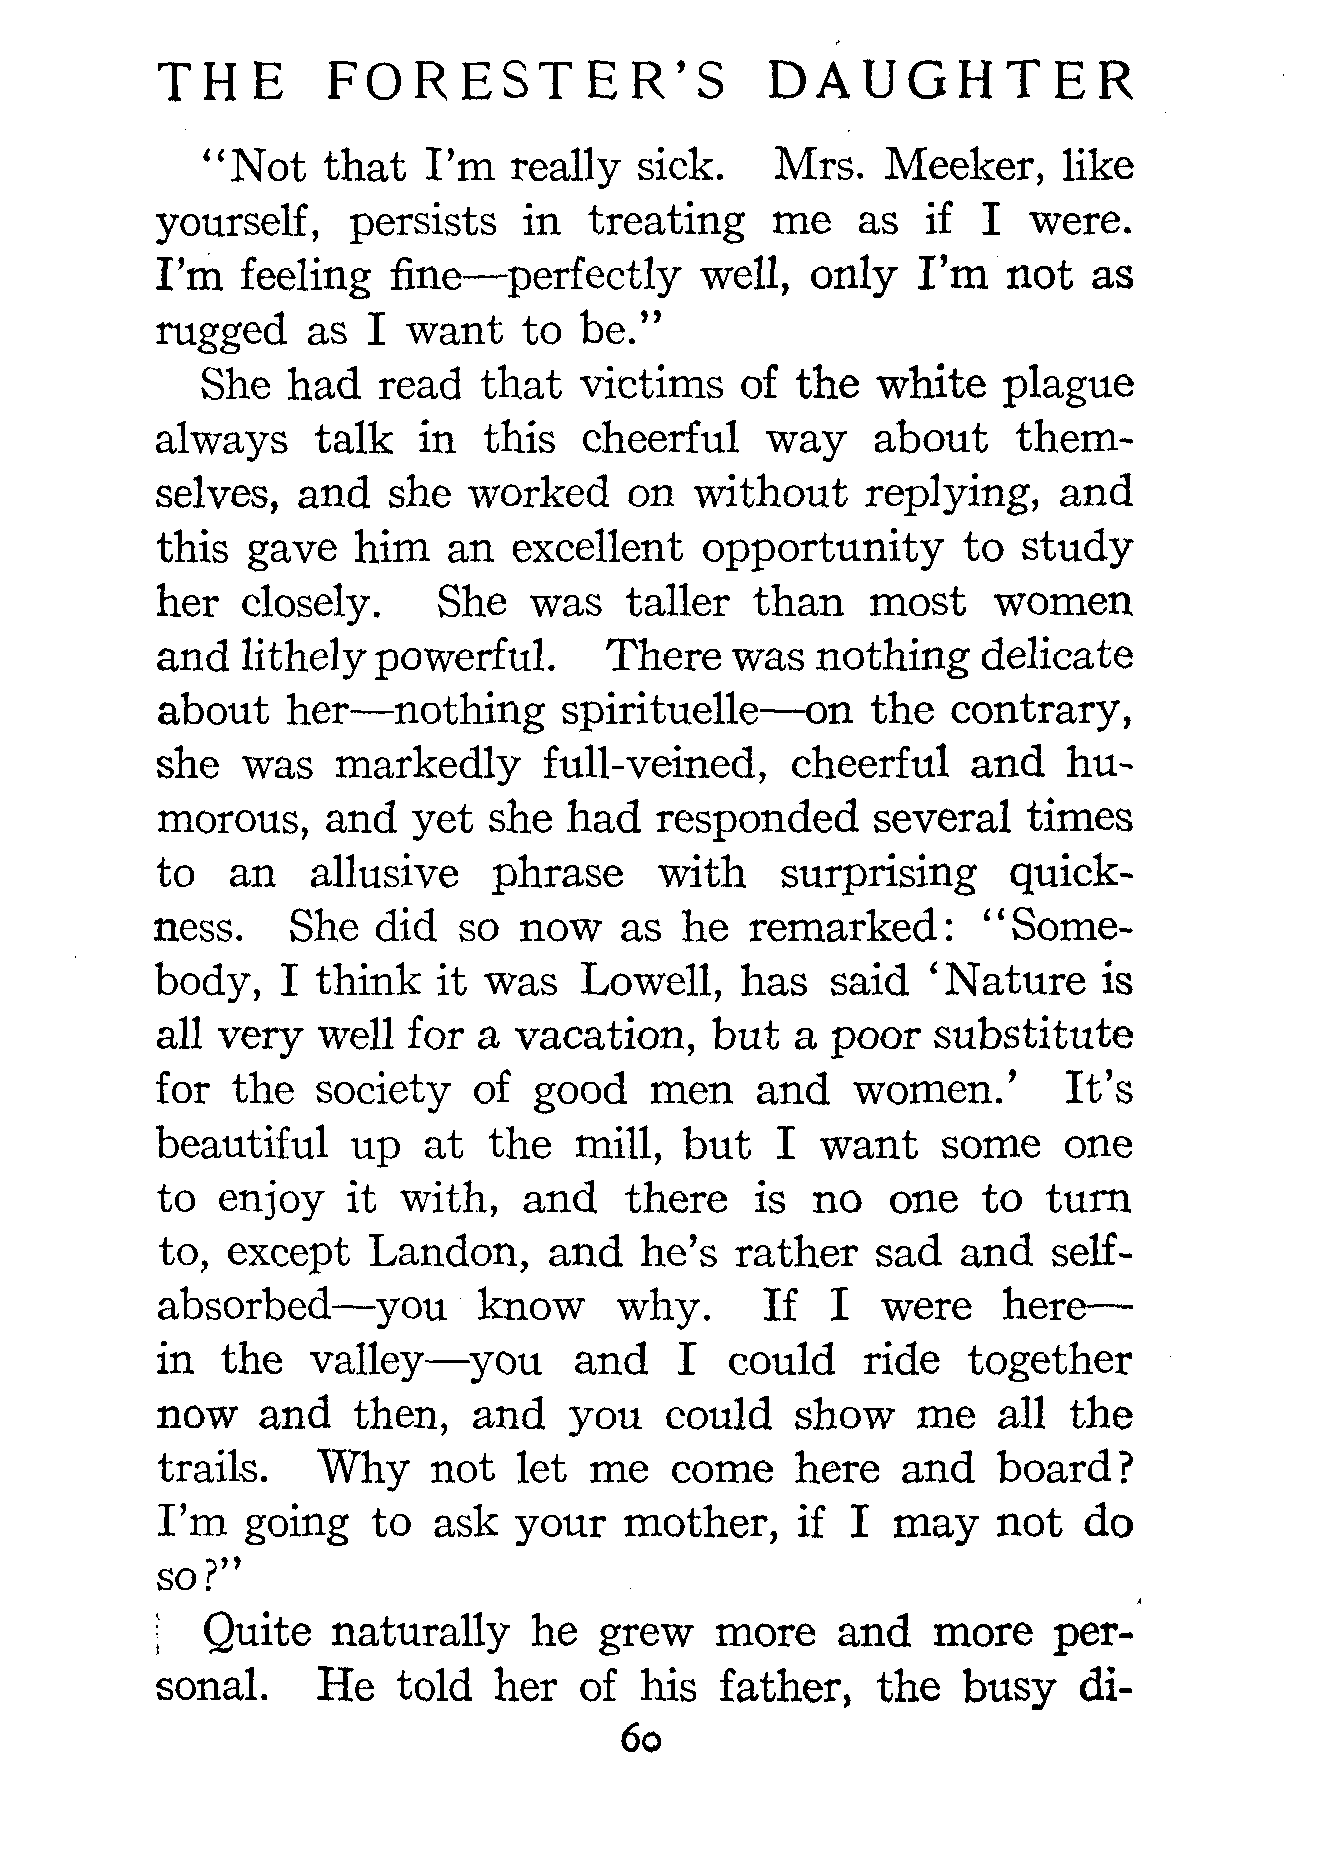 THE FORESTER'S DAUGHTER
"Not that I'm really sick. Mrs. Meeker, like
yourself, persists in treating me as if I were.
I'm feeling fine—perfectly well, only I'm not as
rugged as I want to be."
She had read that victims of the white plague
always talk in this cheerful way about them-
selves, and she worked on without replying, and
this gave him an excellent opportunity to study
her closely. She was taller than most women
and lithely powerful. There was nothing delicate
about her—nothing spirituelle—on the contrary,
she was markedly full-veined, cheerful and hu-
morous, and yet she had responded several times
to an allusive phrase with surprising quick-
ness. She did so now as he remarked: "Some-
body, I think it was Lowell, has said 'Nature is
all very well for a vacation, but a poor substitute
for the society of good men and women.' It's
beautiful up at the mill, but I want some one
to enjoy it with, and there is no one to turn
to, except Landon, and he's rather sad and self-
absorbed—you know why. If I were here—
in the valley—you and I could ride together
now and then, and you could show me all the
trails. Why not let me come here and board?
I'm going to ask your mother, if I may not do
so?"
Quite naturally he grew more and more per-
sonal. He told her of his father, the busy di-
60